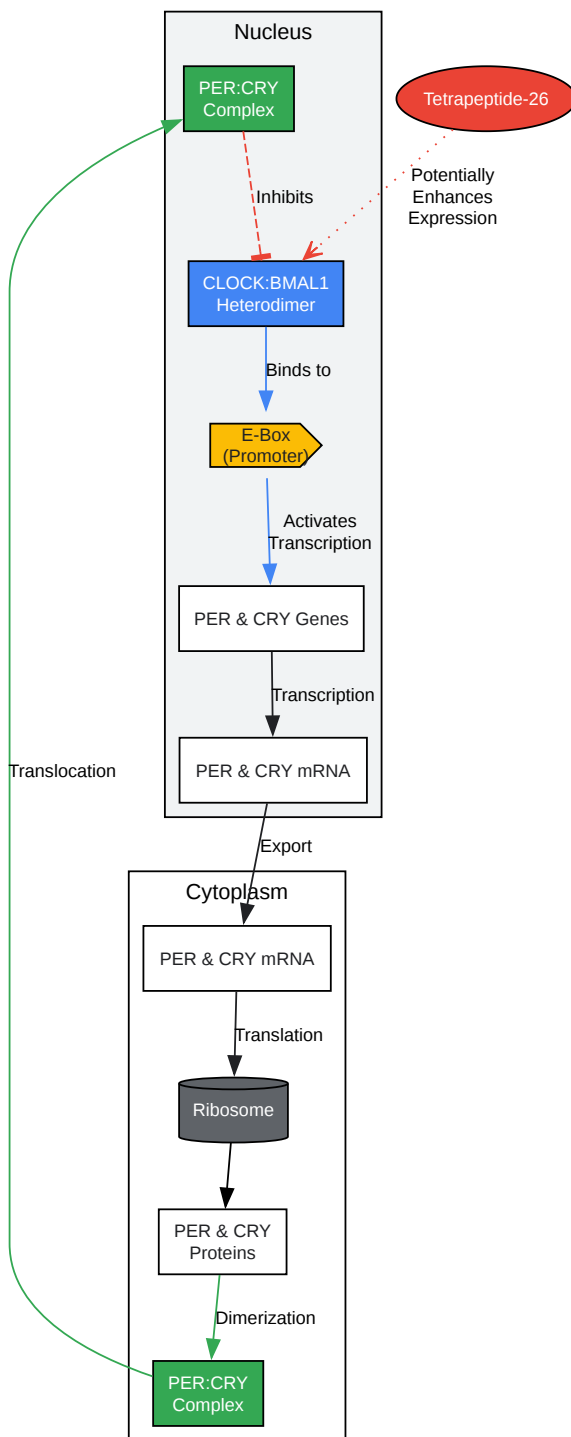 Nucleus
PER:CRY
Complex
Tetrapeptide-26
Potentially
Enhances
Expression
Inhibits
CLOCK:BMAL1
Heterodimer
Binds to
E-Box
(Promoter)
Activates
Transcription
PER & CRY Genes
Transcription
PER & CRY mRNA
Translocation
Export
Cytoplasm
PER & CRY mRNA
Translation
Ribosome
PER & CRY
Proteins
Dimerization
PER:CRY
Complex